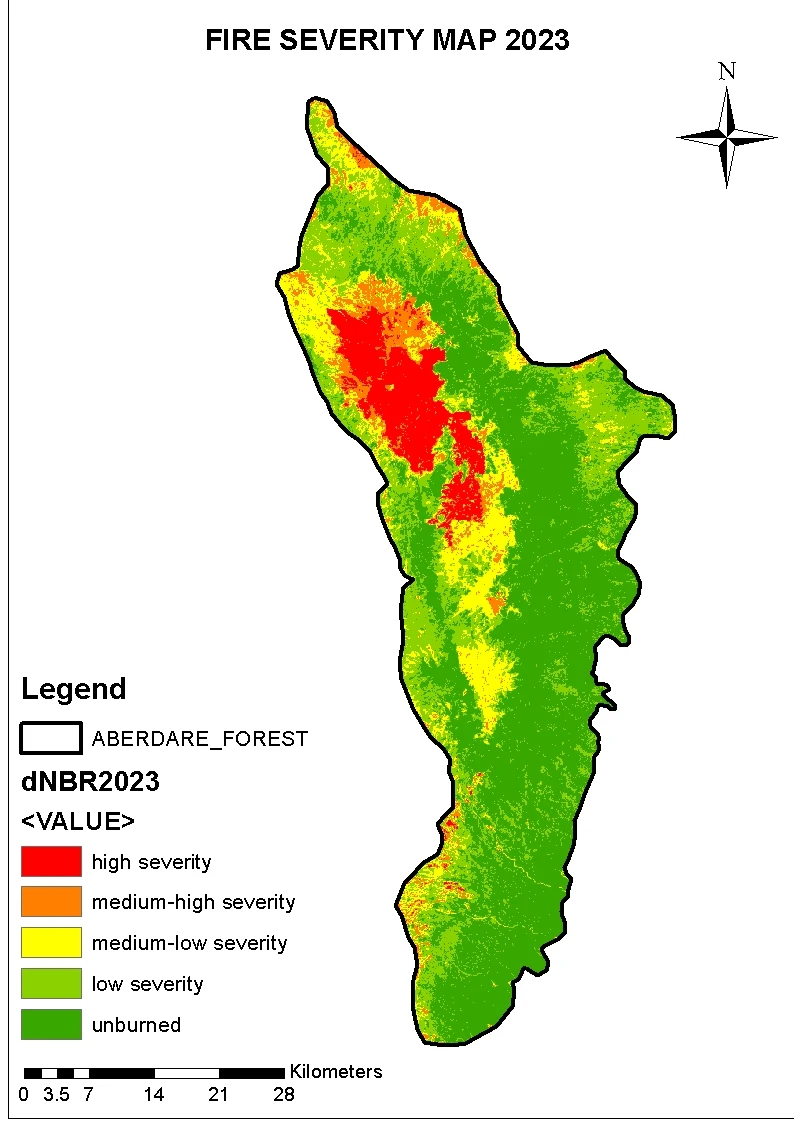 FIRE SEVERITY MAP 2023
N
Legend
ABERDARE_FOREST
dNBR2023
<VALUE>
high severity
medium-high severity
medium-low severity
low severity
unburned
Kilometers
0 3.5 7 14 21 28